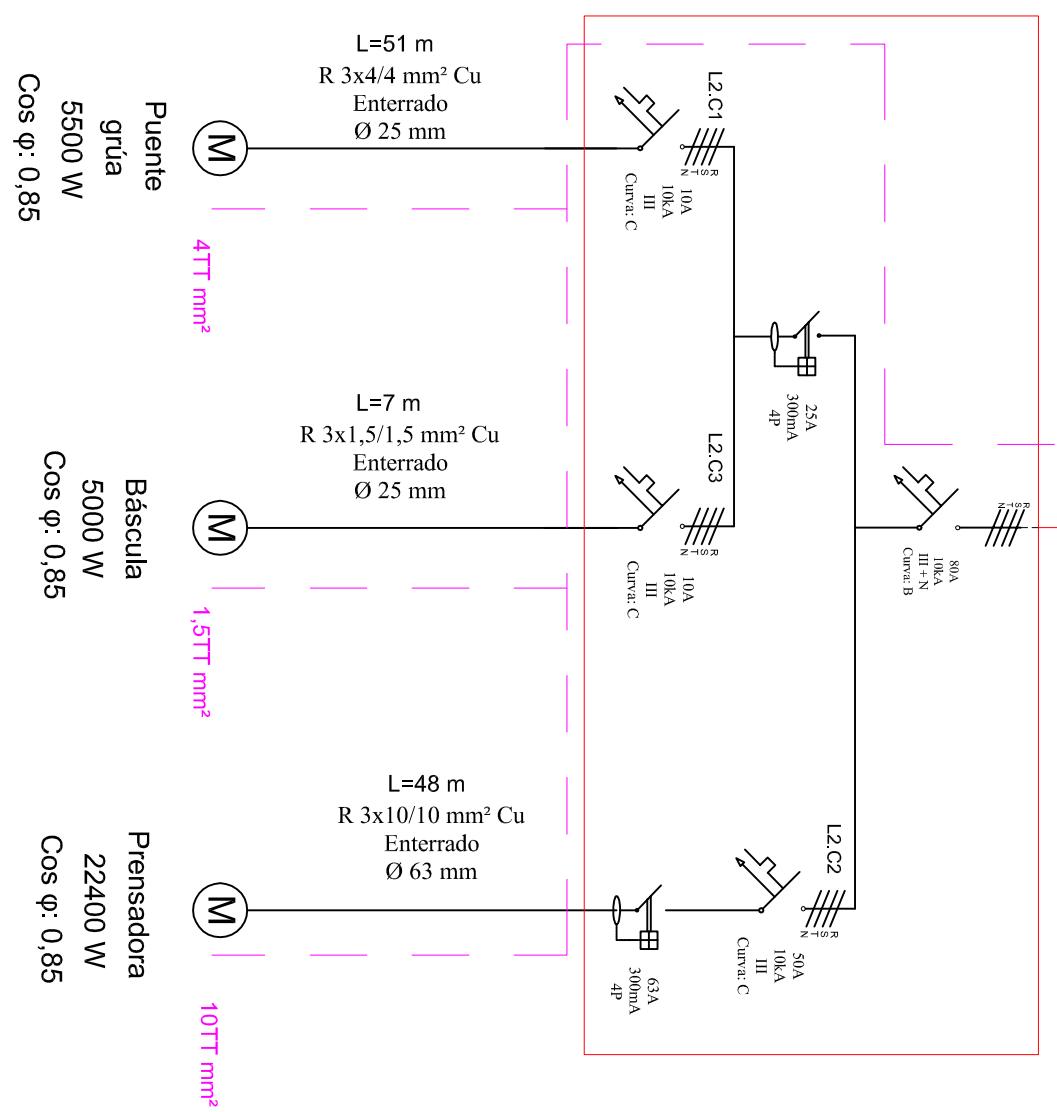 L=51 m
R 3x4/4 mm² Cu
Enterrado
Ø 25 mm
Puente
grúa
5500 W
Cos φ: 0,85
M
4TT mm²
L2.C1
R
S
T
N
10A
10kA
III
Curva: C
25A
300mA
4P
L=7 m
R 3x1,5/1,5 mm² Cu
Enterrado
Ø 25 mm
Báscula
5000 W
Cos φ: 0,85
M
1,5TT mm²
L2.C3
R
S
T
N
10A
10kA
III
Curva: C
R
S
T
N
80A
10kA
III + N
Curva: B
L=48 m
R 3x10/10 mm² Cu
Enterrado
Ø 63 mm
Prensadora
22400 W
Cos φ: 0,85
M
10TT mm²
L2.C2
R
S
T
N
50A
10kA
III
Curva: C
63A
300mA
4P